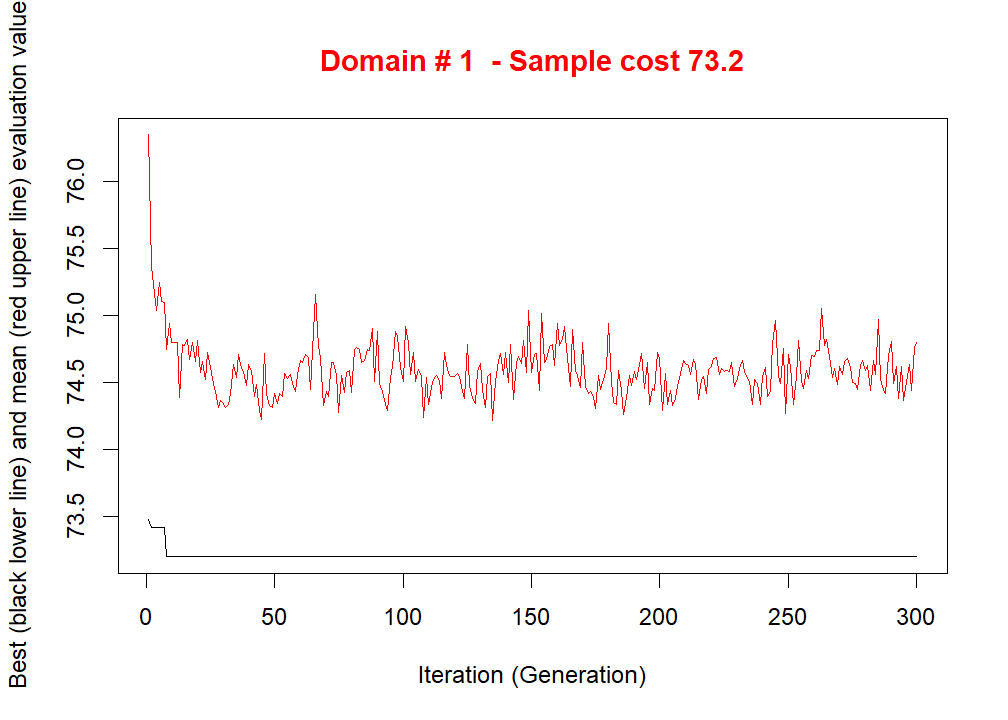 Domain # 1  - Sample cost 73.2
Best (black lower line) and mean (red upper line) evaluation value
76.0
75.5
75.0
74.5
74.0
73.5
0 50 100 150 200 250 300
Iteration (Generation)